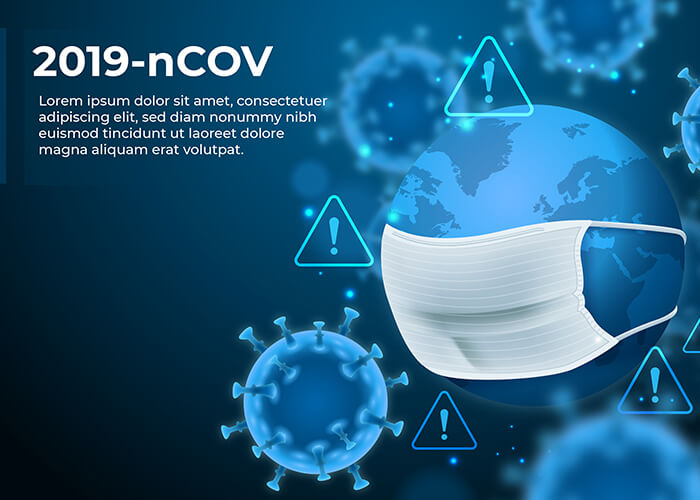 2019-nCOV
Lorem ipsum dolor sit amet, consectetuer
adipiscing elit, sed diam nonummy nibh
euismod tincidunt ut laoreet dolore
magna aliquam erat volutpat.